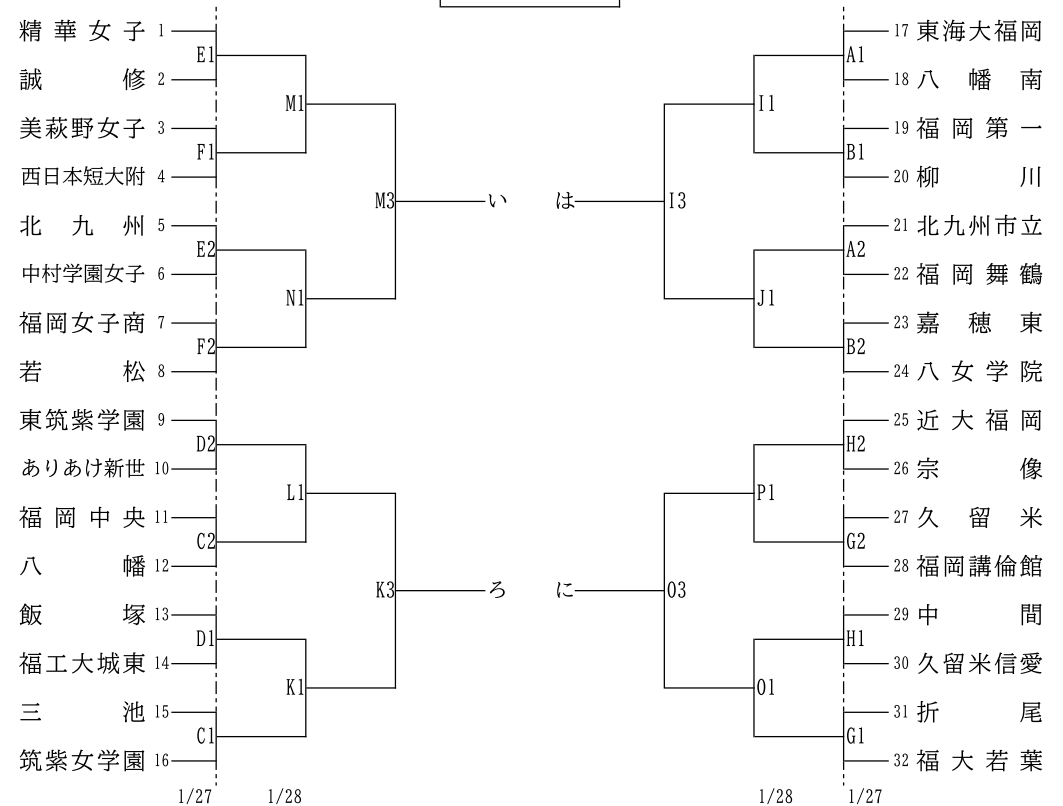 精華女子 1
E1
誠修 2
M1
美萩野女子 3
F1
西日本短大附 4
M3 い
北九州 5
E2
中村学園女子 6
N1
福岡女子商 7
F2
若松 8
東筑紫学園 9
D2
ありあけ新世 10
L1
福岡中央 11
C2
八幡 12
K3 ろ
飯塚 13
D1
福工大城東 14
K1
三池 15
C1
筑紫女学園 16
1/27 1/28
17 東海大福岡
A1
18 八幡南
I1
19 福岡第一
B1
20 柳川
は I3
21 北九州市立
A2
22 福岡舞鶴
J1
23 嘉穂東
B2
24 八女学院
25 近大福岡
H2
26 宗像
P1
27 久留米
G2
28 福岡講倫館
に O3
29 中間
H1
30 久留米信愛
O1
31 折尾
G1
32 福大若葉
1/28 1/27